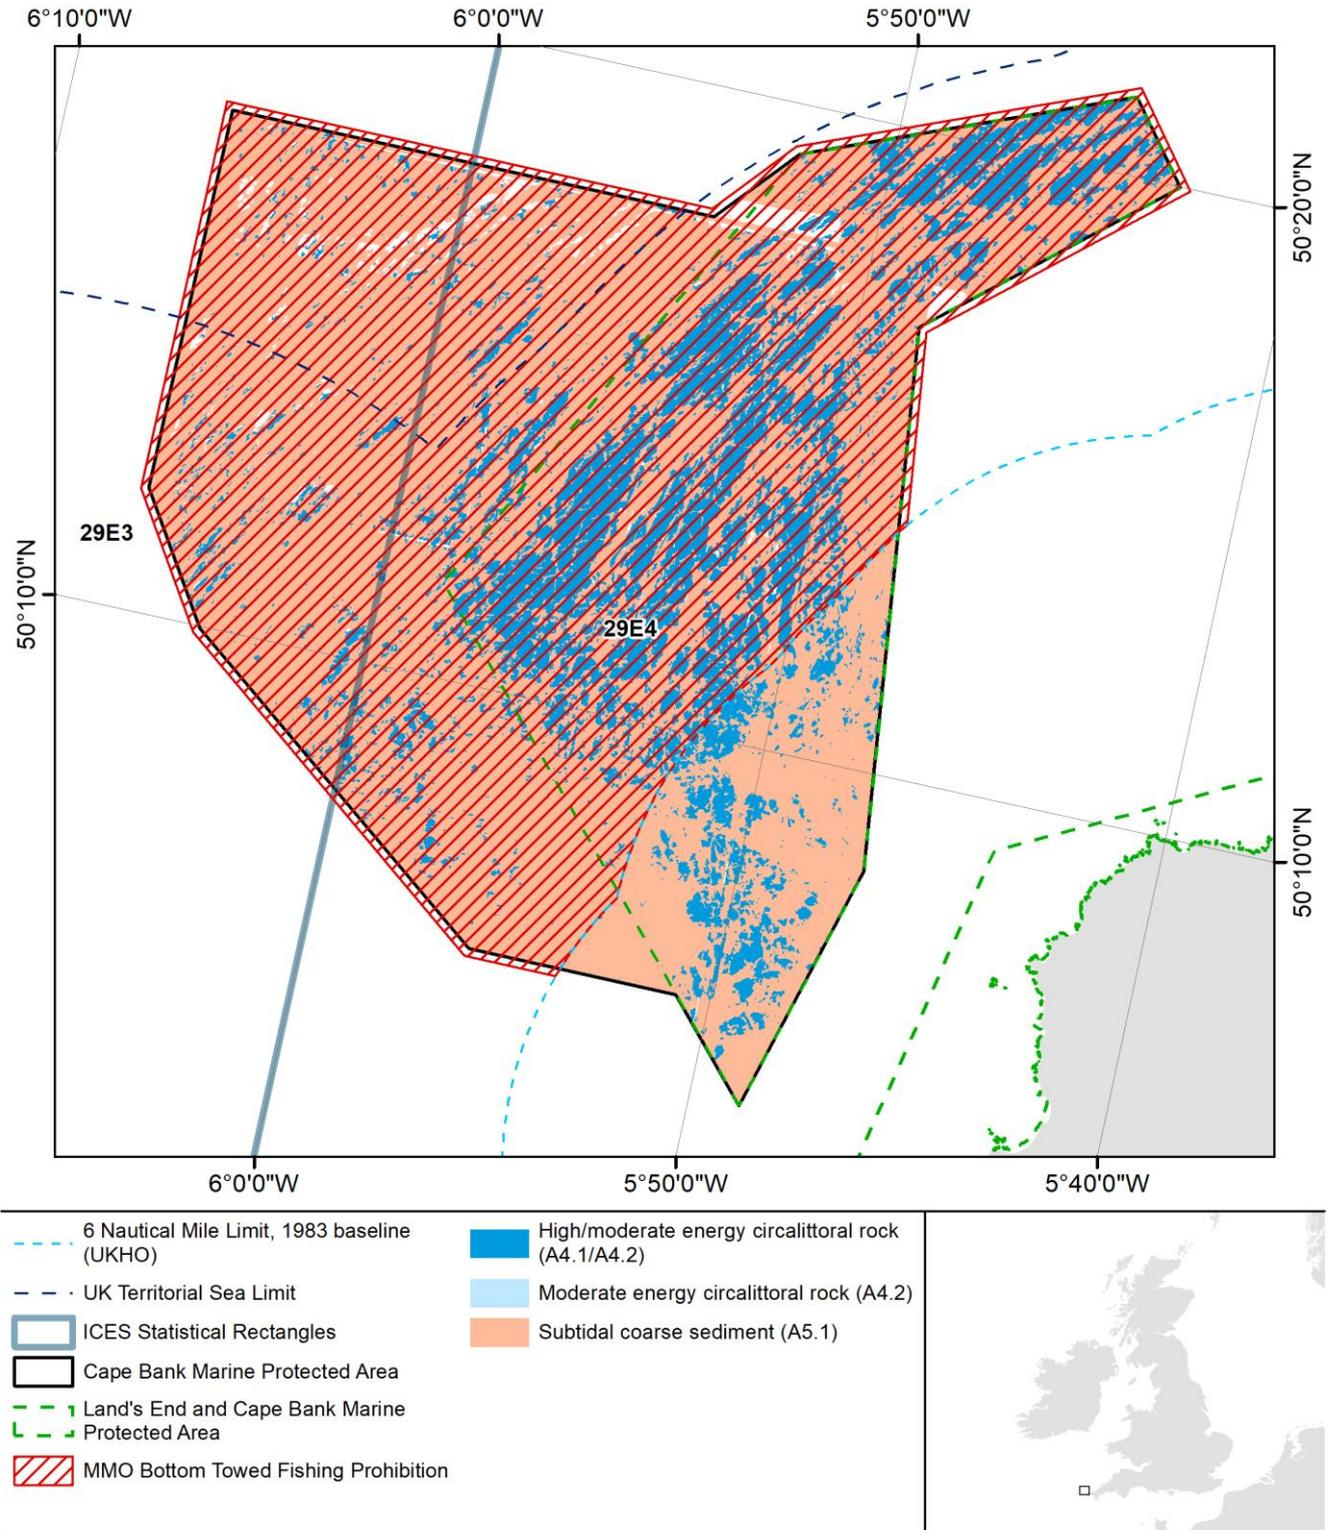 6°10'0"W
6°0'0"W
5°50'0"W
50°20'0"N
29E3
50°10'0"N
29E4
50°10'0"N
6°0'0"W
5°50'0"W
5°40'0"W
6 Nautical Mile Limit, 1983 baseline
(UKHO)
UK Territorial Sea Limit
ICES Statistical Rectangles
Cape Bank Marine Protected Area
Land's End and Cape Bank Marine
Protected Area
MMO Bottom Towed Fishing Prohibition
High/moderate energy circalittoral rock
(A4.1/A4.2)
Moderate energy circalittoral rock (A4.2)
Subtidal coarse sediment (A5.1)